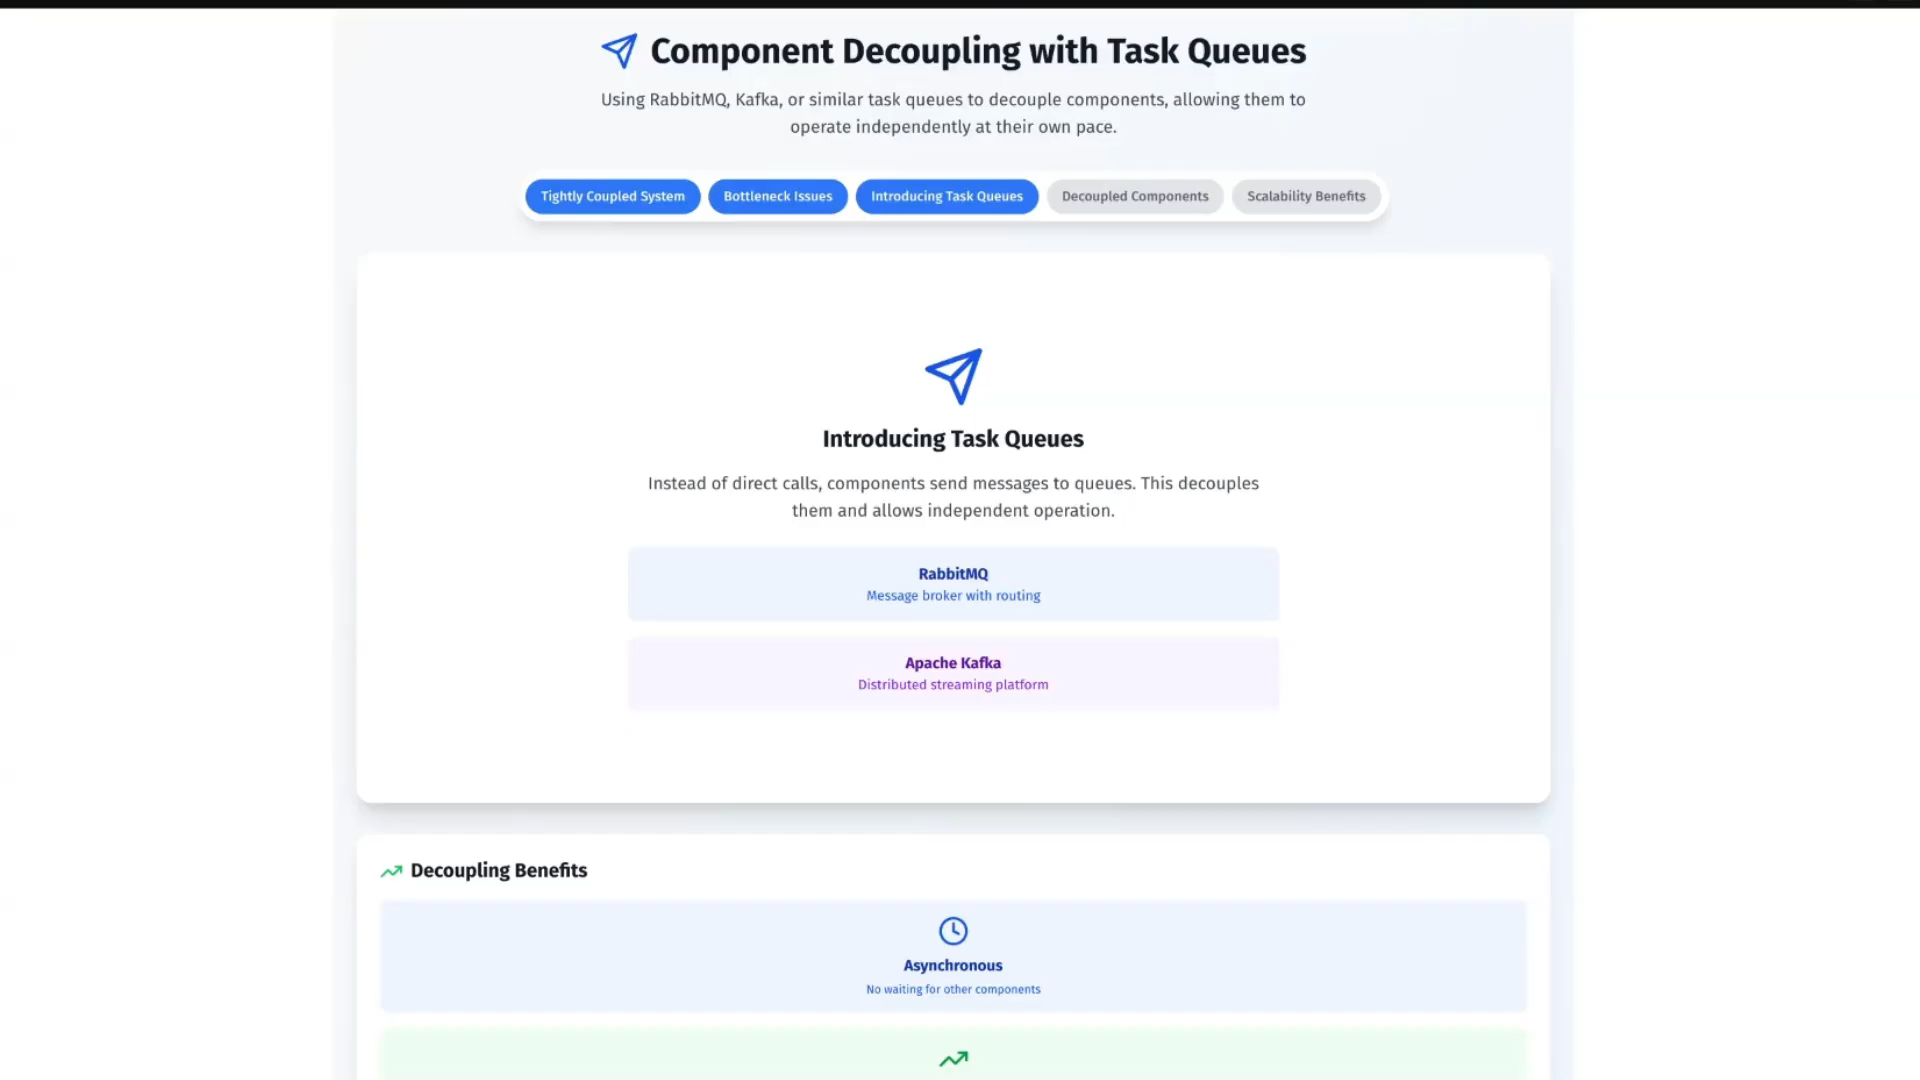 Component Decoupling with Task Queues
Using RabbitMQ, Kafka, or similar task queues to decouple components, allowing them to
operate independently at their own pace.
Tightly Coupled System
Bottleneck Issues
Introducing Task Queues
Decoupled Components
Scalability Benefits
Introducing Task Queues
Instead of direct calls, components send messages to queues. This decouples
them and allows independent operation.
RabbitMQ
Message broker with routing
Apache Kafka
Distributed streaming platform
Decoupling Benefits
Asynchronous
No waiting for other components